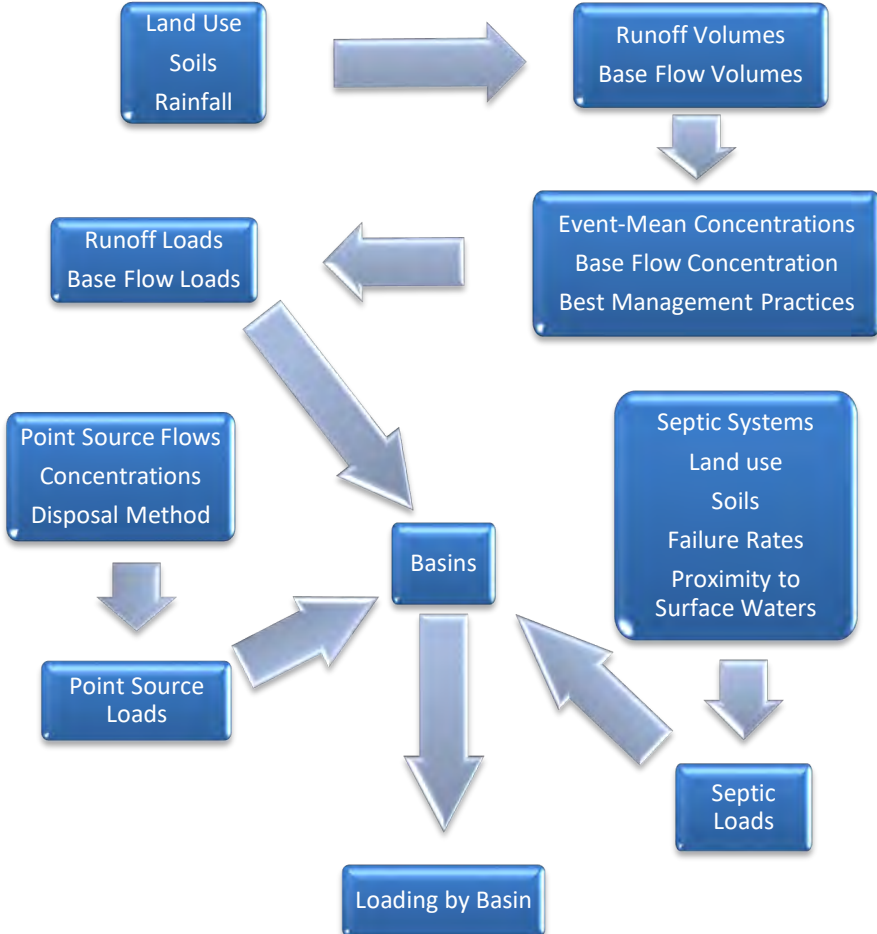 Land Use
Soils
Rainfall
Runoff Volumes
Base Flow Volumes
Event-Mean Concentrations
Base Flow Concentration
Best Management Practices
Runoff Loads
Base Flow Loads
Point Source Flows
Concentrations
Disposal Method
Septic Systems
Land use
Soils
Failure Rates
Proximity to
Surface Waters
Basins
Point Source
Loads
Septic
Loads
Loading by Basin